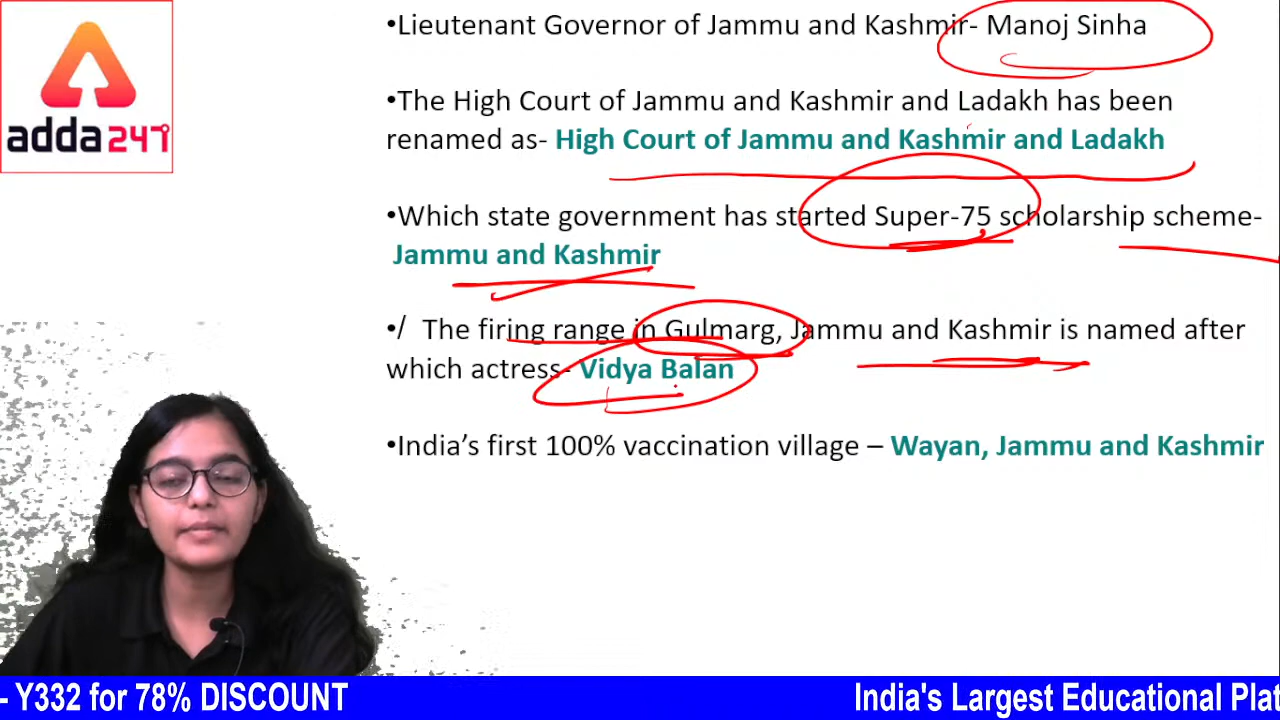 Lieutenant Governor of Jammu and Kashmir- Manoj Sinha
adda247
•The High Court of Jammu and Kashmir and Ladakh has been
renamed as- High Court of Jammu and Kashmir and Ladakh
•Which state government has started Super-75 scholarship scheme-
Jammu and Kashmir
•/ The firing range in Gulmarg, Jammu and Kashmir is named after
which actress- Vidya Balan
•India's first 100% vaccination village – Wayan, Jammu and Kashmir
- Y332 for 78% DISCOUNT
India's Largest Educational Plat